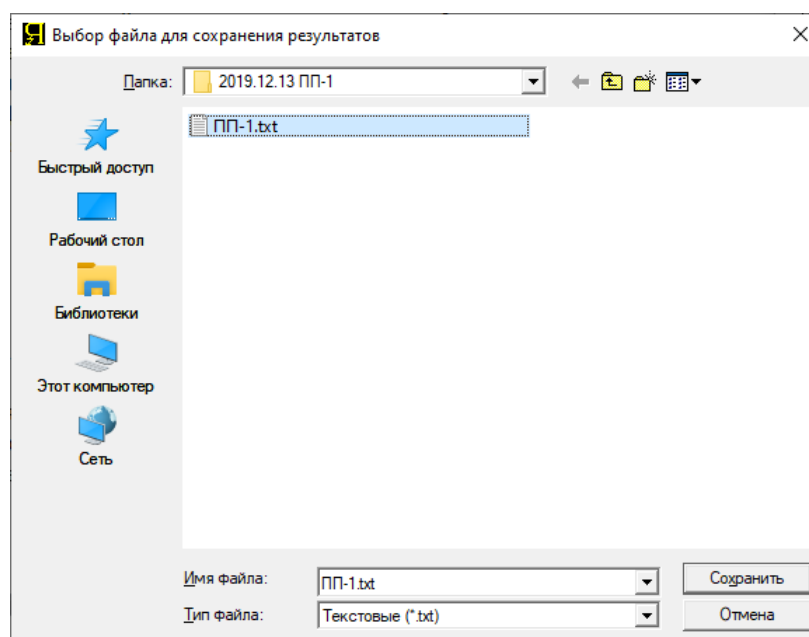 Выбор файла для сохранения результатов
Папка: 2019.12.13 ПП-1
ПП-1.txt
Быстрый доступ
Рабочий стол
Библиотеки
Этот компьютер
Сеть
Имя файла: ПП-1.txt Сохранить
Тип файла: Текстовые (*.txt) Отмена